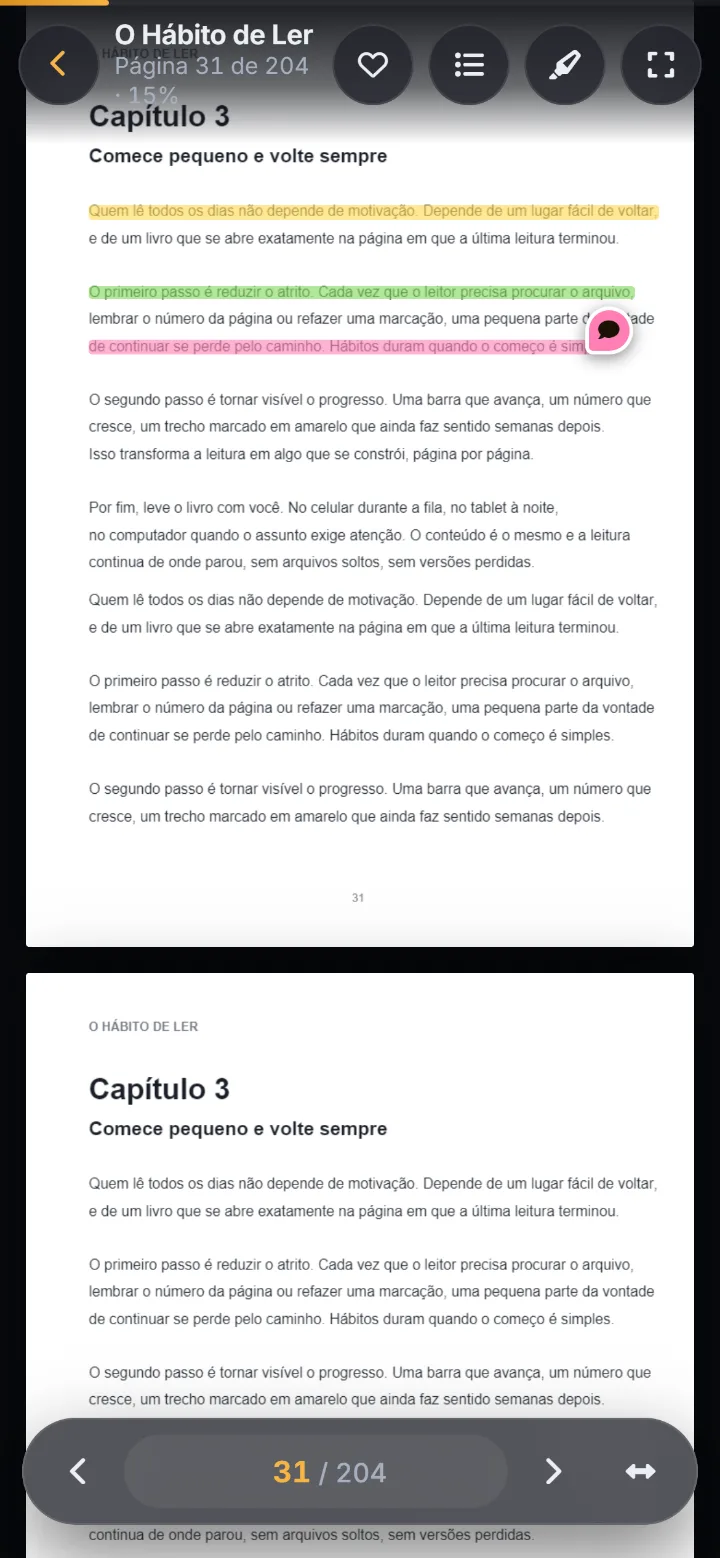 O Hábito de Ler
Página 31 de 204
· 15%
O HÁBITO DE LER
Capítulo 3
Comece pequeno e volte sempre
Quem lê todos os dias não depende de motivação. Depende de um lugar fácil de voltar,
e de um livro que se abre exatamente na página em que a última leitura terminou.
O primeiro passo é reduzir o atrito. Cada vez que o leitor precisa procurar o arquivo,
lembrar o número da página ou refazer uma marcação, uma pequena parte
de continuar se perde pelo caminho. Hábitos duram quando o começo é
O segundo passo é tornar visível o progresso. Uma barra que avança, um número que
cresce, um trecho marcado em amarelo que ainda faz sentido semanas depois.
Isso transforma a leitura em algo que se constrói, página por página.
Por fim, leve o livro com você. No celular durante a fila, no tablet à noite,
no computador quando o assunto exige atenção. O conteúdo é o mesmo e a leitura
continua de onde parou, sem arquivos soltos, sem versões perdidas.
Quem lê todos os dias não depende de motivação. Depende de um lugar fácil de voltar,
e de um livro que se abre exatamente na página em que a última leitura terminou.
O primeiro passo é reduzir o atrito. Cada vez que o leitor precisa procurar o arquivo,
lembrar o número da página ou refazer uma marcação, uma pequena parte da vontade
de continuar se perde pelo caminho. Hábitos duram quando o começo é simples.
O segundo passo é tornar visível o progresso. Uma barra que avança, um número que
cresce, um trecho marcado em amarelo que ainda faz sentido semanas depois.
31
O HÁBITO DE LER
Capítulo 3
Comece pequeno e volte sempre
Quem lê todos os dias não depende de motivação. Depende de um lugar fácil de voltar,
e de um livro que se abre exatamente na página em que a última leitura terminou.
O primeiro passo é reduzir o atrito. Cada vez que o leitor precisa procurar o arquivo,
lembrar o número da página ou refazer uma marcação, uma pequena parte da vontade
de continuar se perde pelo caminho. Hábitos duram quando o começo é simples.
O segundo passo é tornar visível o progresso. Uma barra que avança, um número que
cresce, um trecho marcado em amarelo que ainda faz sentido semanas depois.
31 / 204
continua de onde parou, sem arquivos soltos, sem versões perdidas.